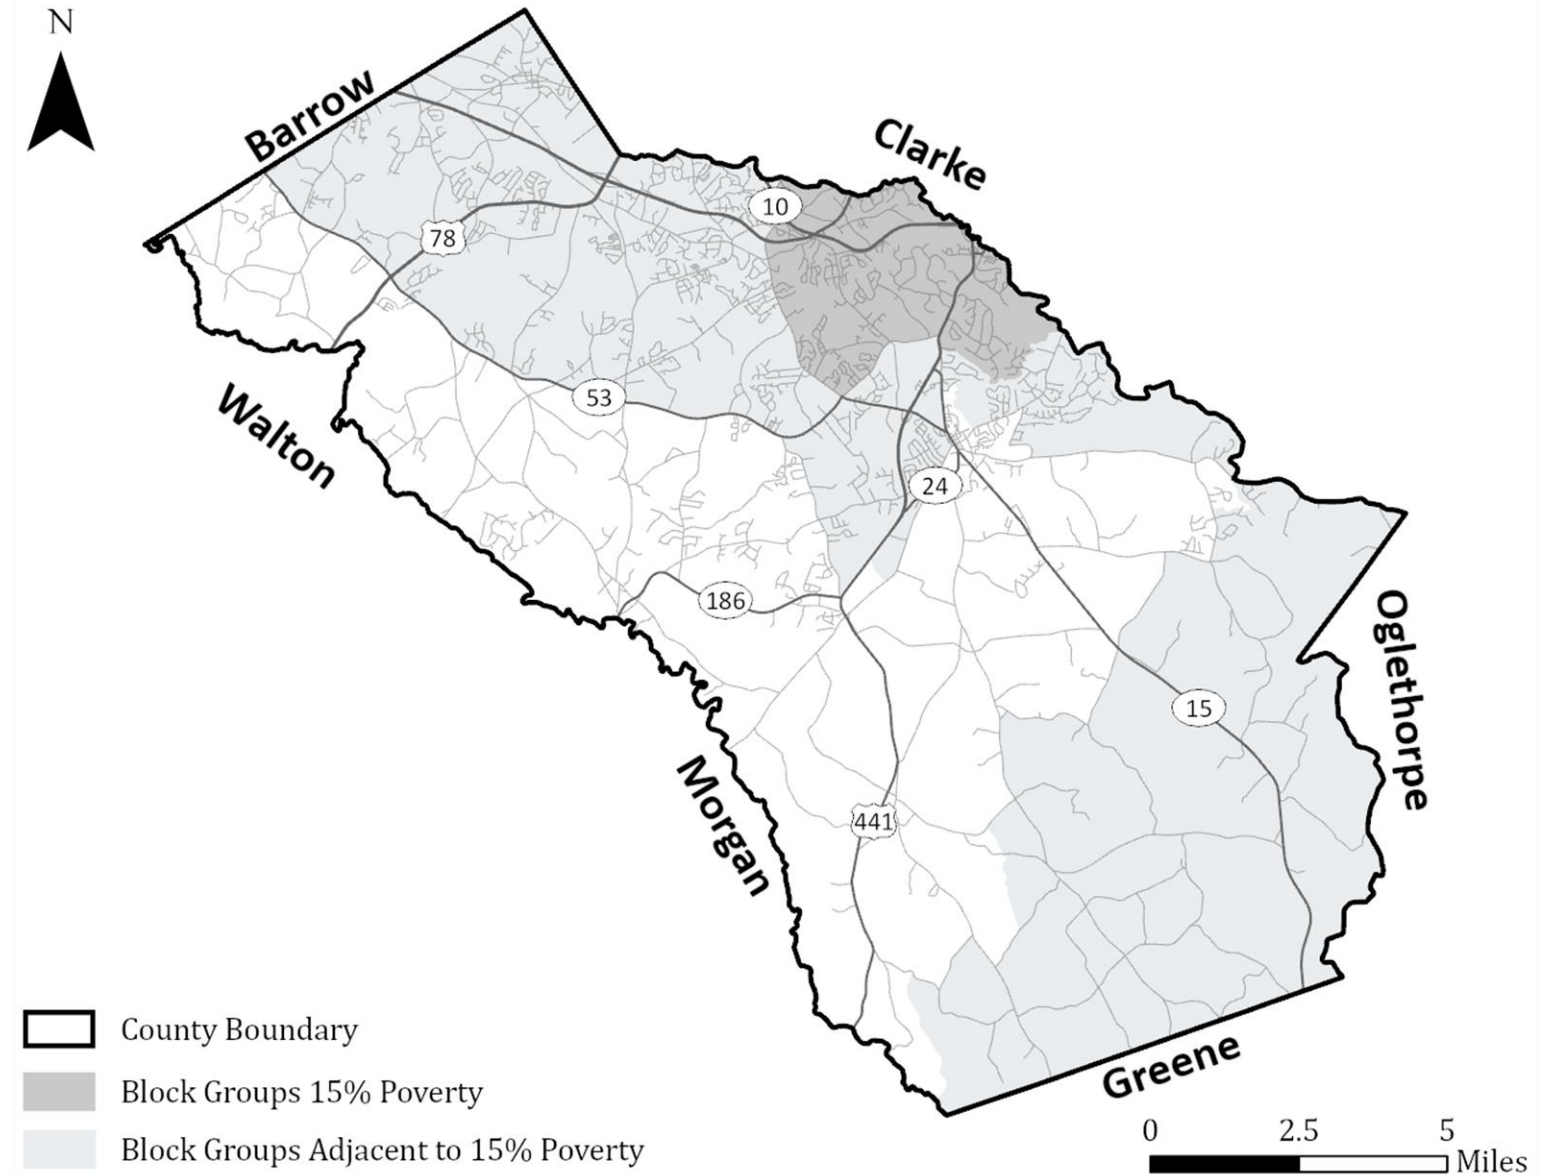 N
Barrow
Clarke
10
78
53
Walton
24
186
Oglethorpe
15
Morgan
441
County Boundary
Greene
Block Groups 15% Poverty
Block Groups Adjacent to 15% Poverty
0 2.5 5
Miles